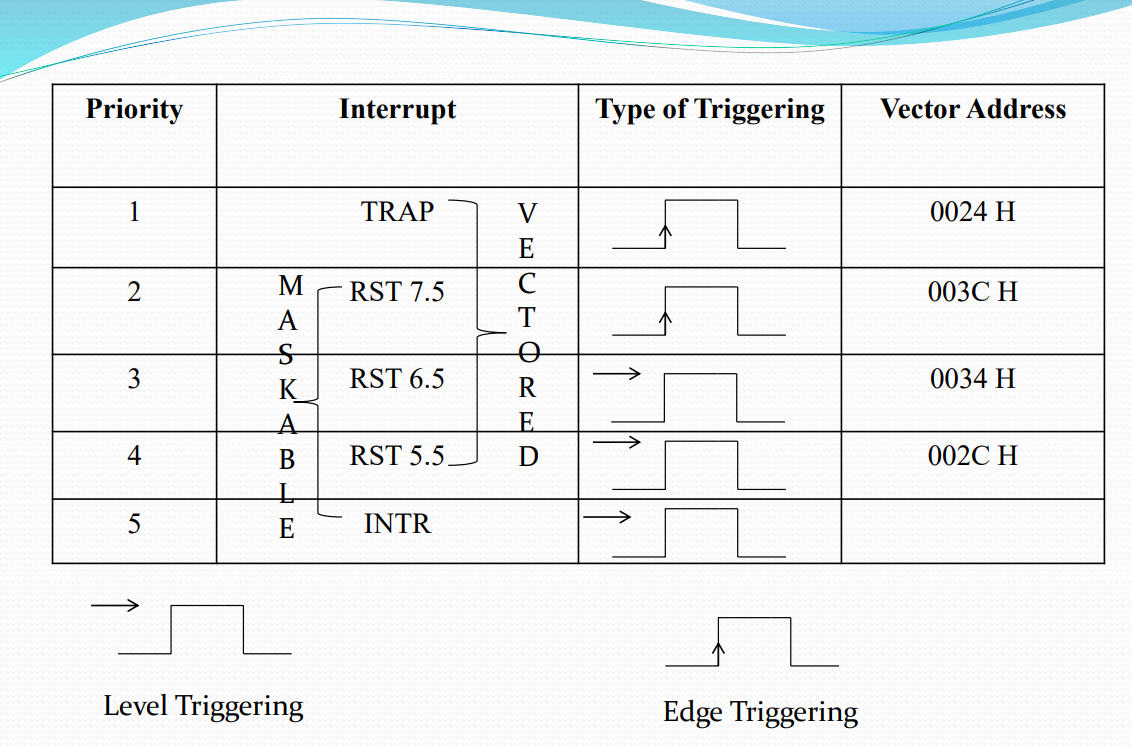 Priority Interrupt Type of Triggering Vector Address
1 TRAP 0024 H
2 RST 7.5 003C H
3 RST 6.5 0034 H
4 RST 5.5 002C H
5 INTR
MASKABLE
VECTORED
Level Triggering
Edge Triggering